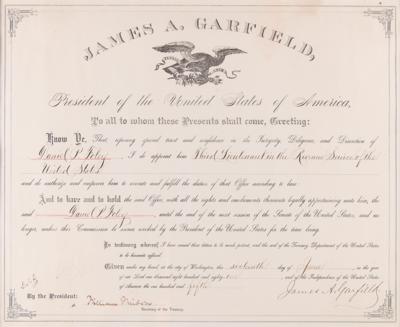 JAMES A. GARFIELD,
President of the United States of America,
To all to whom these Presents shall come, Greeting:
Know Ye, That, reposing special trust and confidence in the Integrity, Diligence, and Discretion of
Daniel P. Foley, I do appoint him Third Lieutenant in the Revenue Service of the
United States
and do authorize and empower him to execute and fulfill the duties of that Office according to law:
And to have and to hold the said Office, with all the rights and emoluments thereunto legally appertaining unto him, the
said Daniel P. Foley until the end of the next session of the Senate of the United States, and no
longer, unless this Commission be sooner revoked by the President of the United States for the time being.
In testimony whereof, I have caused these Letters to be made patent, and the seal of the Treasury Department of the United States
to be hereunto affixed.
Given under my hand, at the city of Washington, the sixteenth day of June in the year
of our Lord one thousand eight hundred and eighty one and of the Independence of the United States
of America the one hundred and fifth
James A. Garfield
By the President:
William Windom
Secretary of the Treasury.